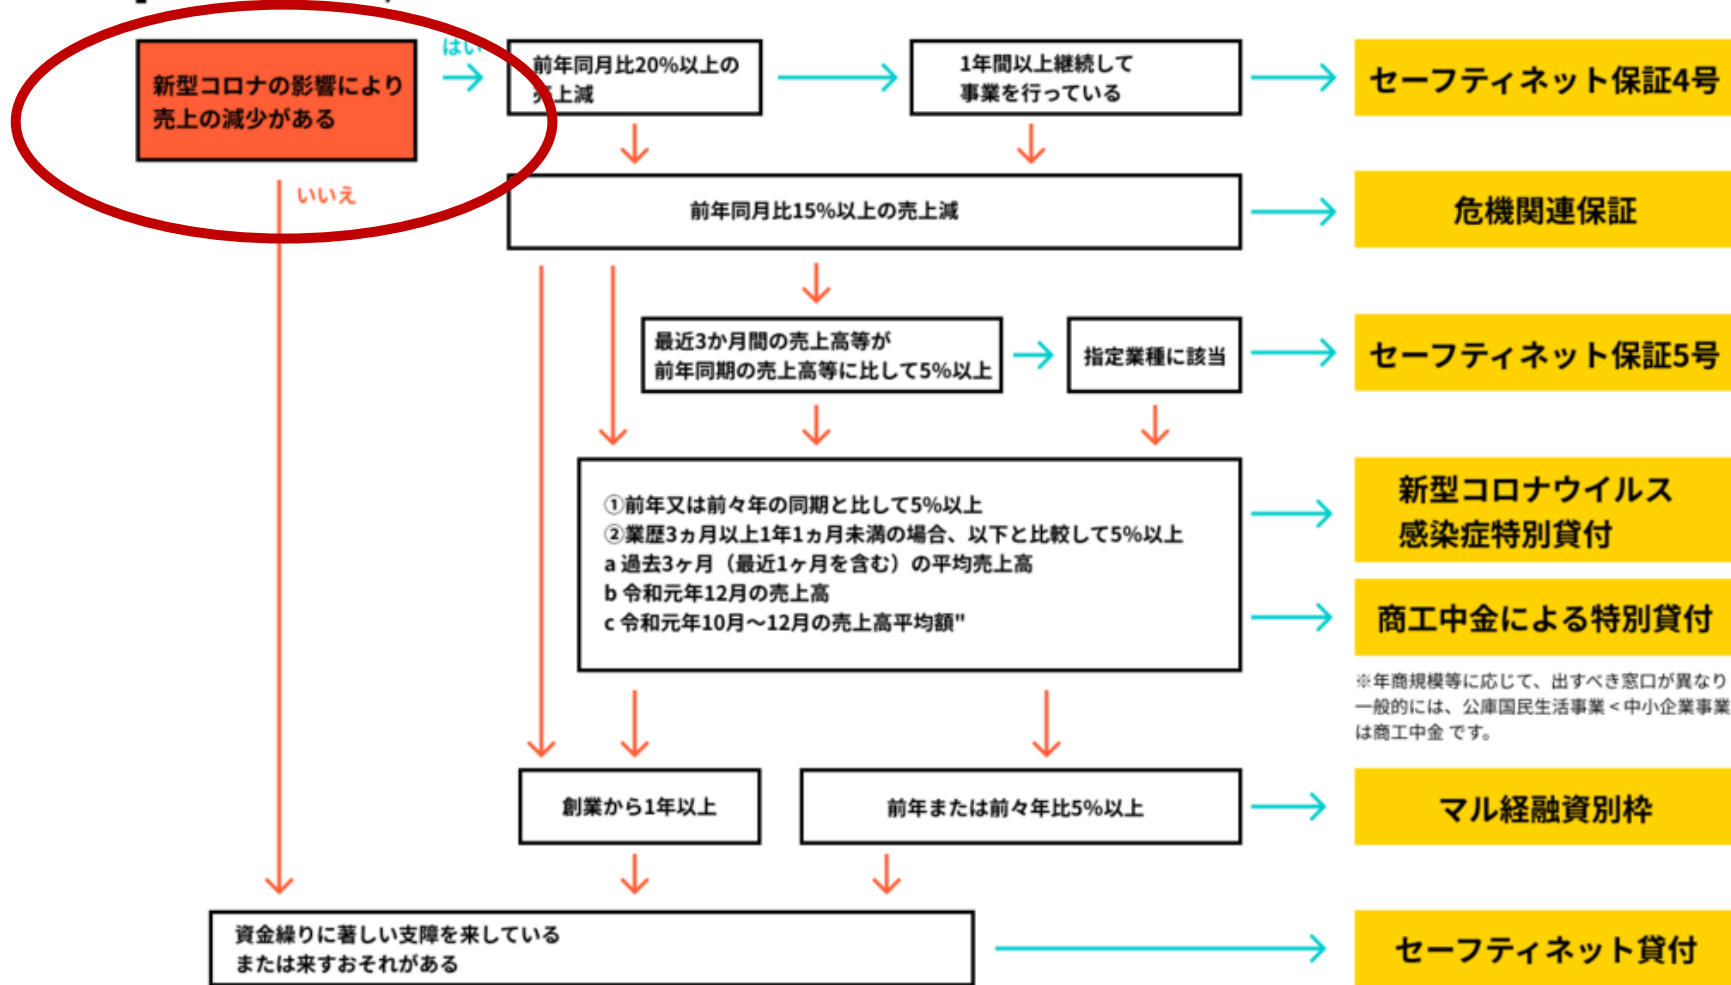 新型コロナの影響により
売上の減少がある
はい
いいえ
前年同月比20%以上の
売上減
1年間以上継続して
事業を行っている
セーフティネット保証4号
前年同月比15%以上の売上減
危機関連保証
最近3か月間の売上高等が
前年同期の売上高等に比して5%以上
指定業種に該当
セーフティネット保証5号
①前年又は前々年の同期と比して5%以上
②業歴3ヵ月以上1年1ヵ月未満の場合、以下と比較して5%以上
a 過去3ヶ月（最近1ヶ月を含む）の平均売上高
b 令和元年12月の売上高
c 令和元年10月～12月の売上高平均額"
新型コロナウイルス
感染症特別貸付
商工中金による特別貸付
※年商規模等に応じて、出すべき窓口が異なり
一般的には、公庫国民生活事業 < 中小企業事業
は商工中金 です。
創業から1年以上
前年または前々年比5%以上
マル経融資別枠
資金繰りに著しい支障を来している
または来すおそれがある
セーフティネット貸付